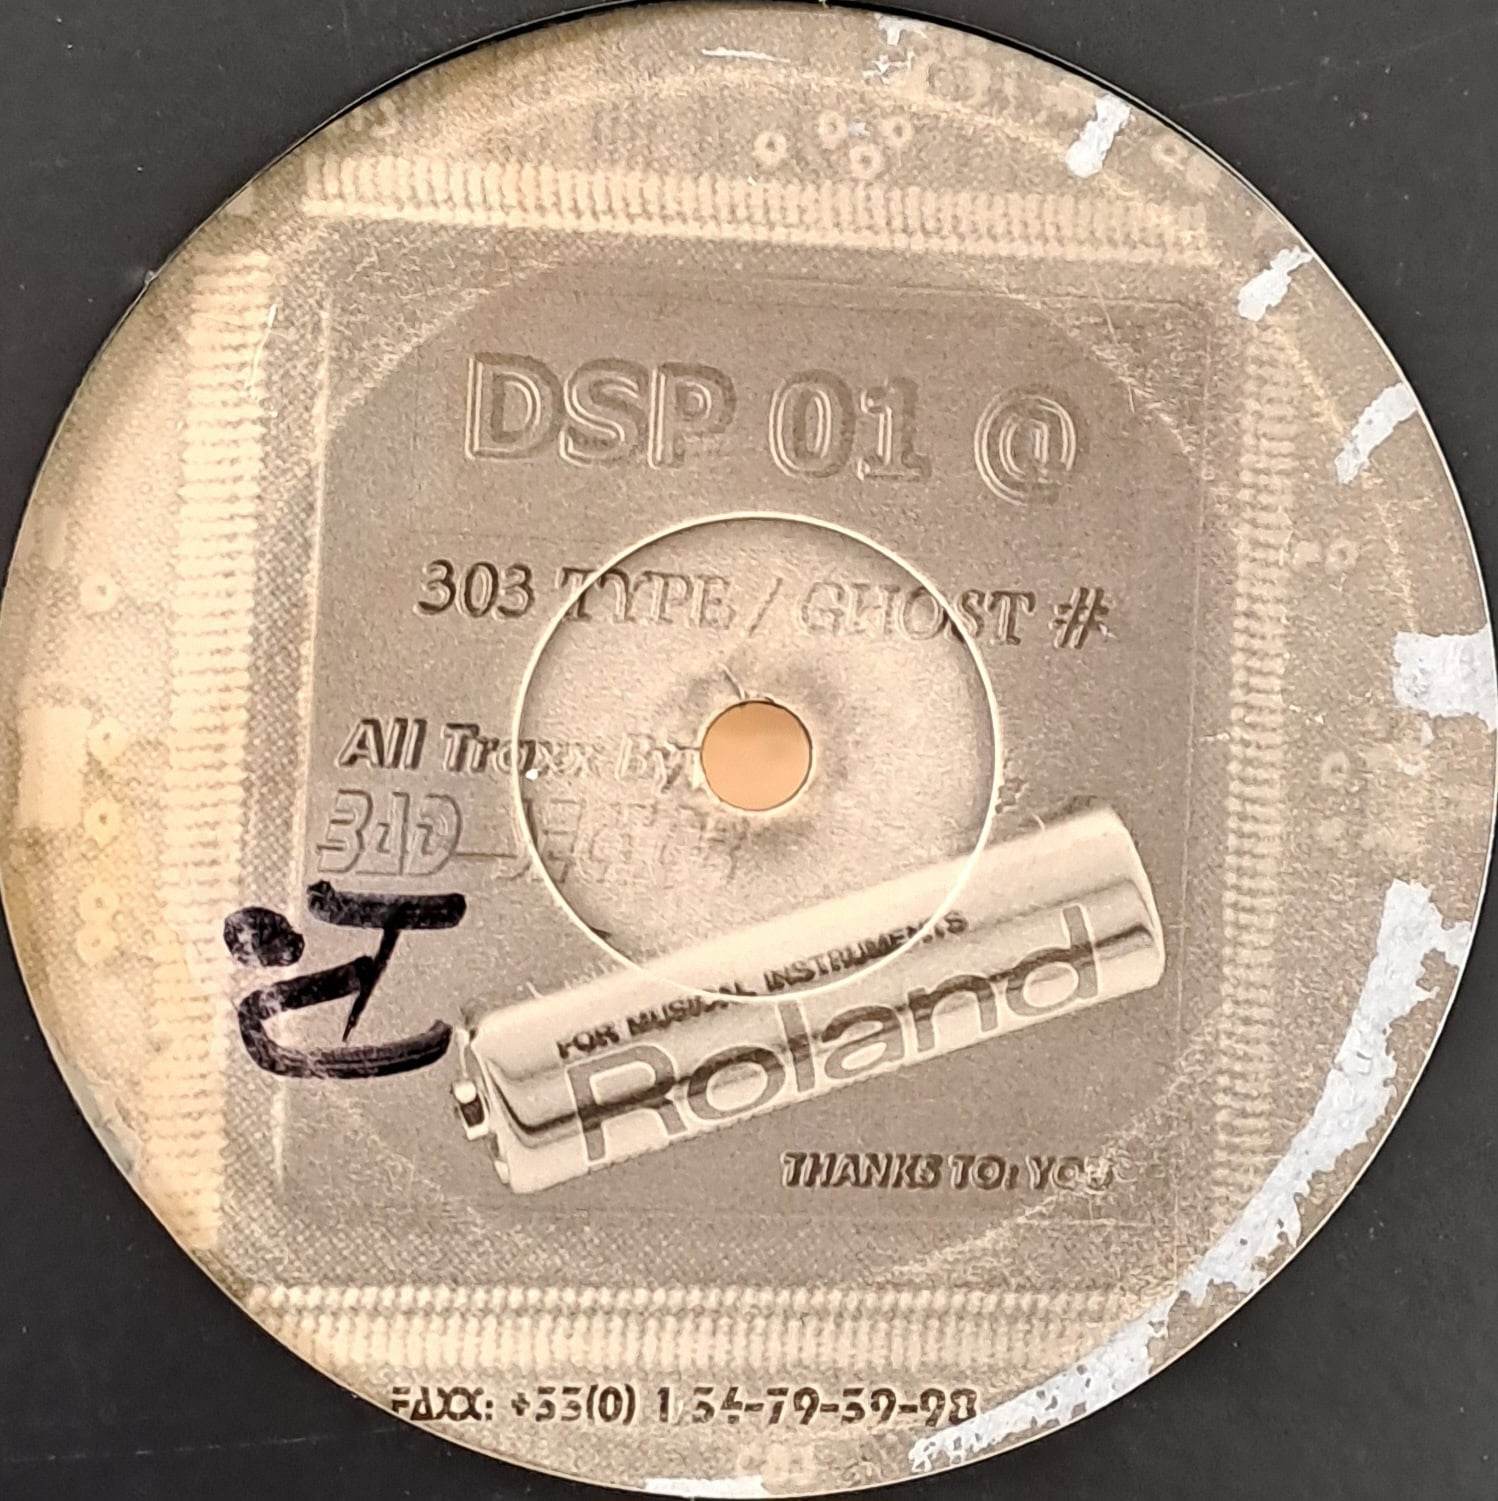 DSP 01 @
303 TYPE / GHOST #
All Traxx By:
FOR MUSICAL INSTRUMENTS
Roland
THANKS TO: YOU
FAXX: +33(0) 1 34-79-39-98